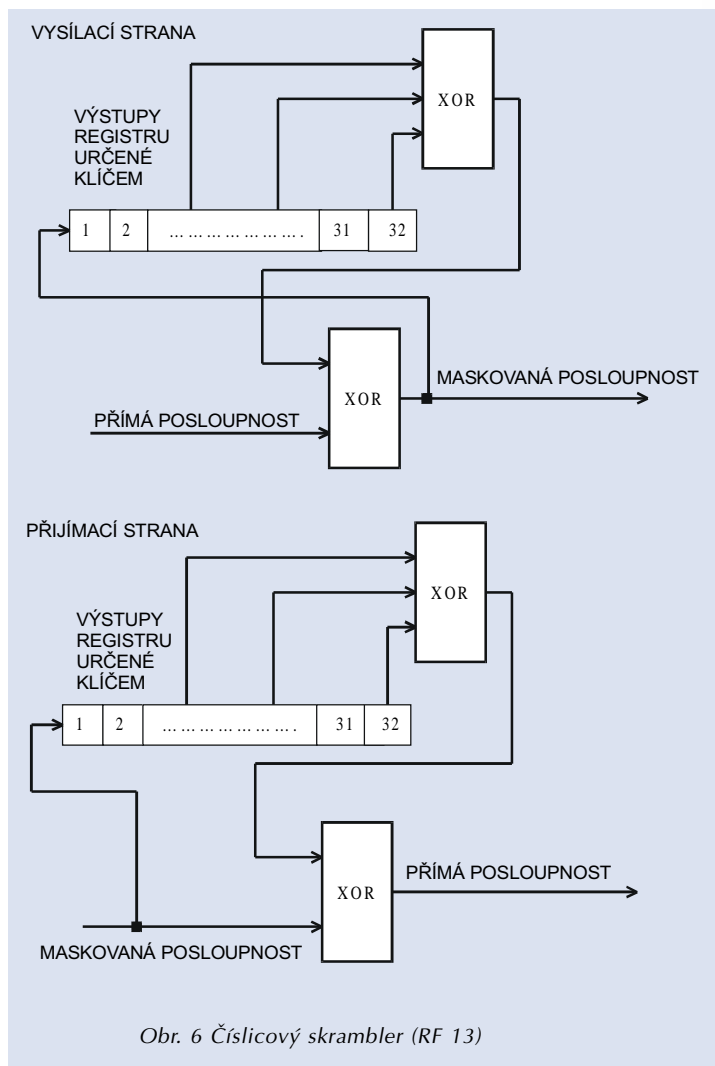 VYSÍLACÍ STRANA
XOR
VÝSTUPY
REGISTRU
URČENÉ
KLÍČEM
1 2 ……………………. 31 32
MASKOVANÁ POSLOUPNOST
XOR
PŘÍMÁ POSLOUPNOST
PŘIJÍMACÍ STRANA
XOR
VÝSTUPY
REGISTRU
URČENÉ
KLÍČEM
1 2 ……………………. 31 32
PŘÍMÁ POSLOUPNOST
XOR
MASKOVANÁ POSLOUPNOST
Obr. 6 Číslicový skrambler (RF 13)